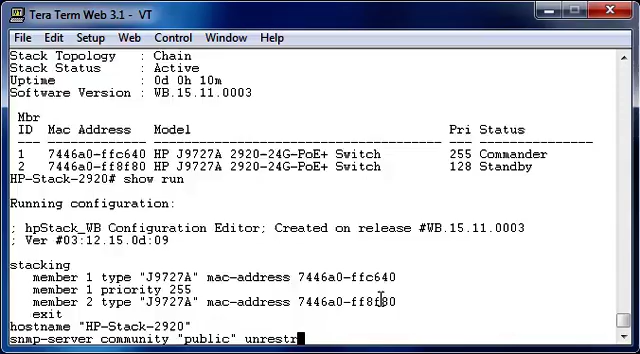 Tera Term Web 3.1 - VT
File Edit Setup Web Control Window Help
Stack Topology : Chain
Stack Status : Active
Uptime : 0d 0h 10m
Software Version : WB.15.11.0003
Mbr
ID Mac Address Model Pri Status
1 7446a0-ffc640 HP J9727A 2920-24G-PoE+ Switch 255 Commander
2 7446a0-ff8f80 HP J9727A 2920-24G-PoE+ Switch 128 Standby
HP-Stack-2920# show run
Running configuration:
; hpStack_WB Configuration Editor; Created on release #WB.15.11.0003
; Ver #03:12.15.0d:09
stacking
member 1 type "J9727A" mac-address 7446a0-ffc640
member 1 priority 255
member 2 type "J9727A" mac-address 7446a0-ff8f80
exit
hostname "HP-Stack-2920"
snmp-server community "public" unrestr